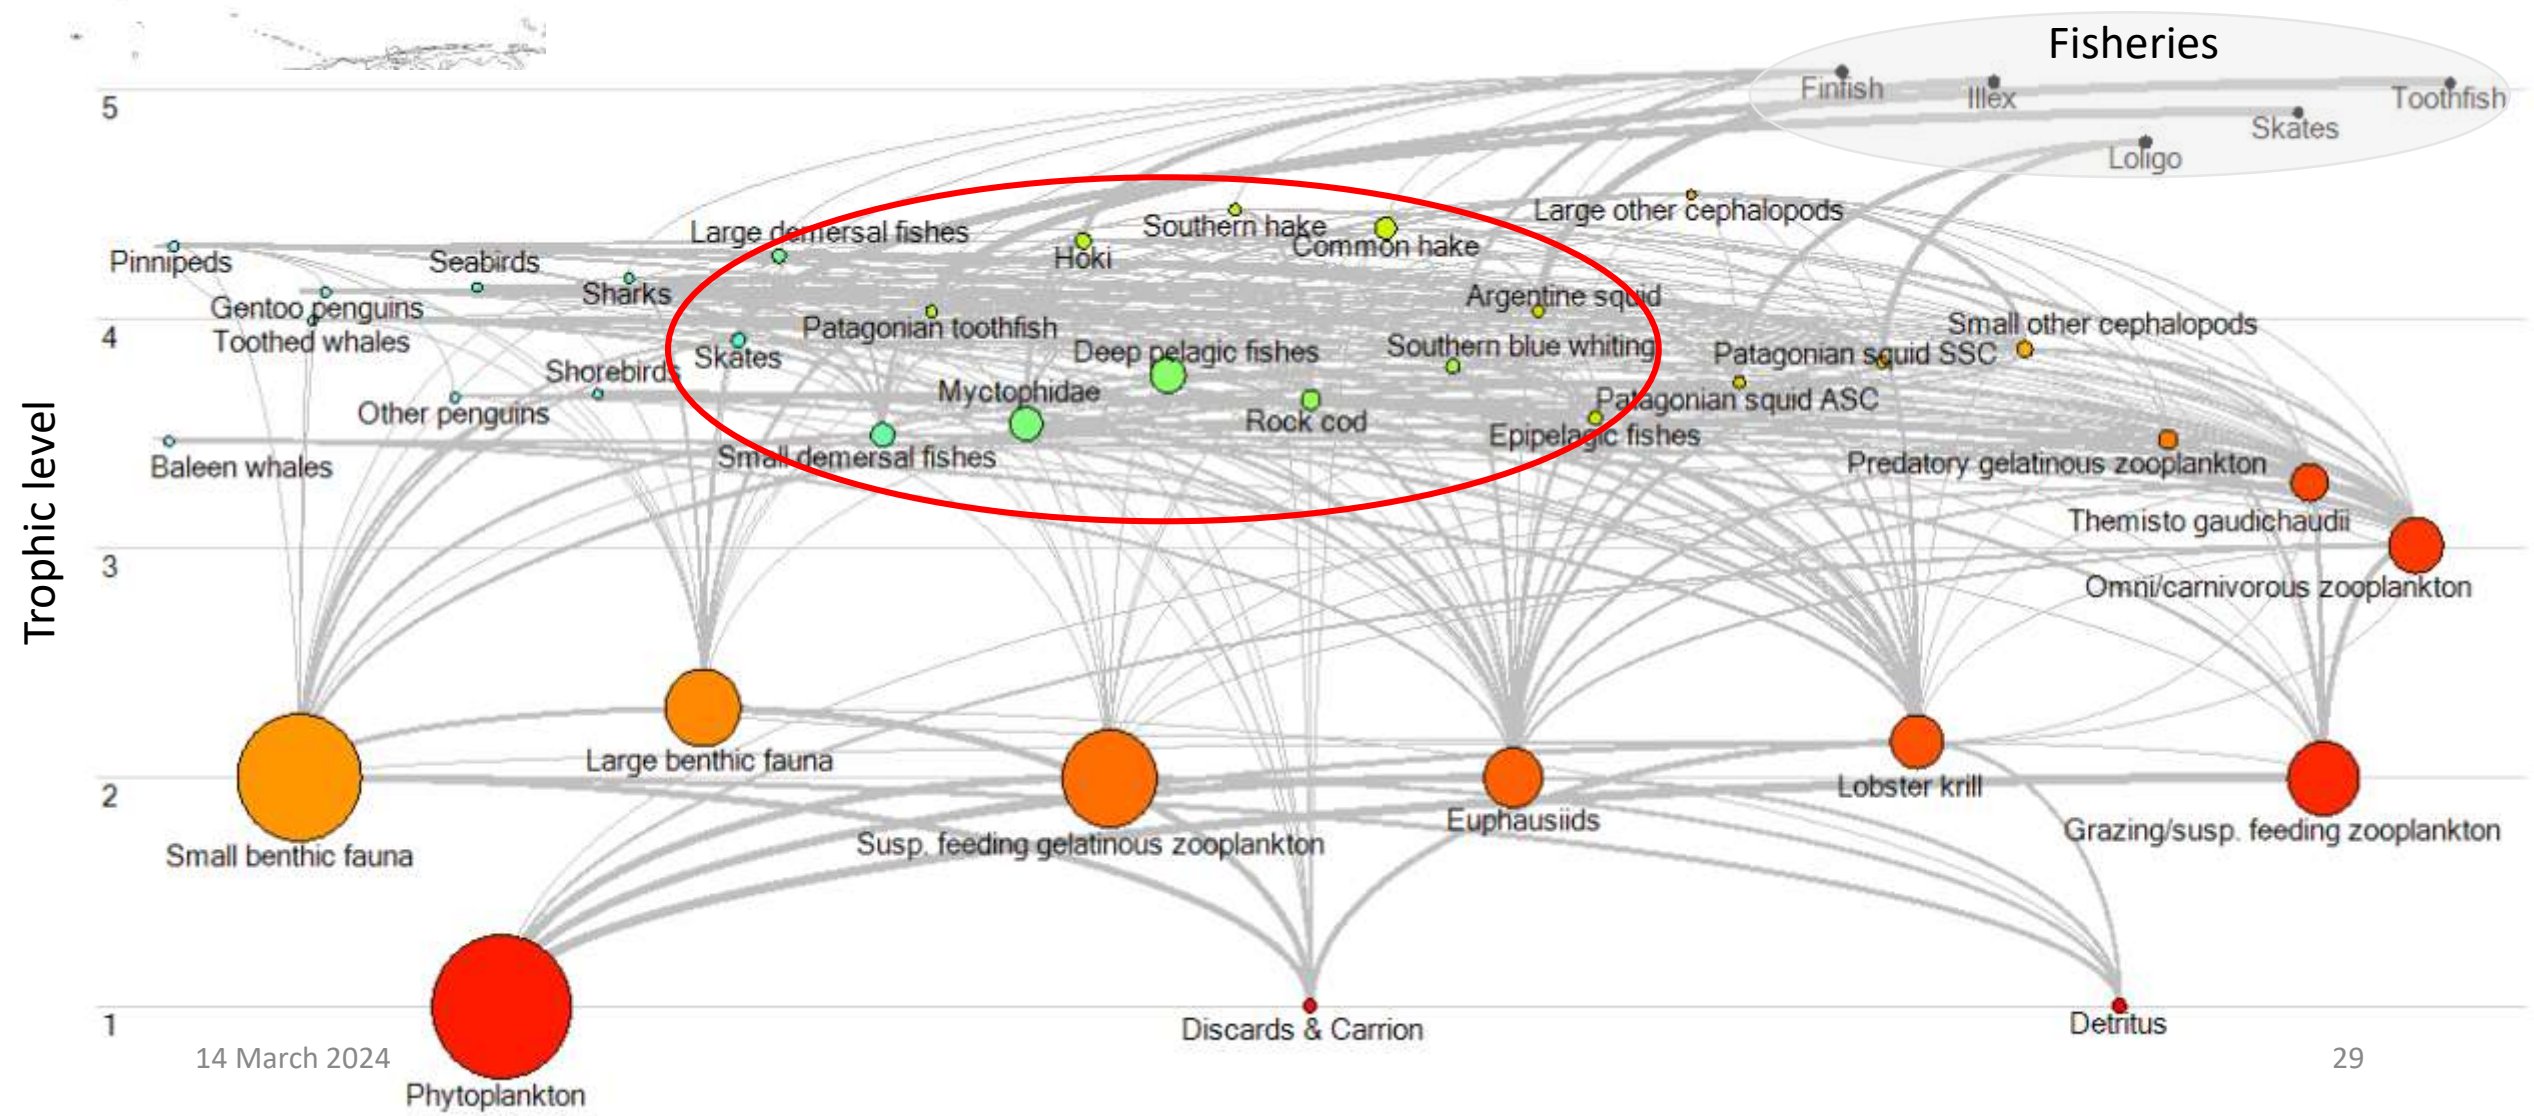 Fisheries
Finfish
Illex
Toothfish
5
Skates
Loligo
Large other cephalopods
Southern hake
Large demersal fishes
Common hake
Hoki
Pinnipeds
Seabirds
Sharks
Argentine squid
Gentoo penguins
Patagonian toothfish
Small other cephalopods
4
Toothed whales
Skates
Deep pelagic fishes
Southern blue whiting
Patagonian squid SSC
Shorebirds
Myctophidae
Patagonian squid ASC
Other penguins
Rock cod
Epipelagic fishes
Small demersal fishes
Baleen whales
Predatory gelatinous zooplankton
Trophic level
Themisto gaudichaudii
3
Omni/carnivorous zooplankton
Large benthic fauna
2
Lobster krill
Euphausiids
Grazing/susp. feeding zooplankton
Susp. feeding gelatinous zooplankton
Small benthic fauna
1
Discards & Carrion
Detritus
14 March 2024
29
Phytoplankton